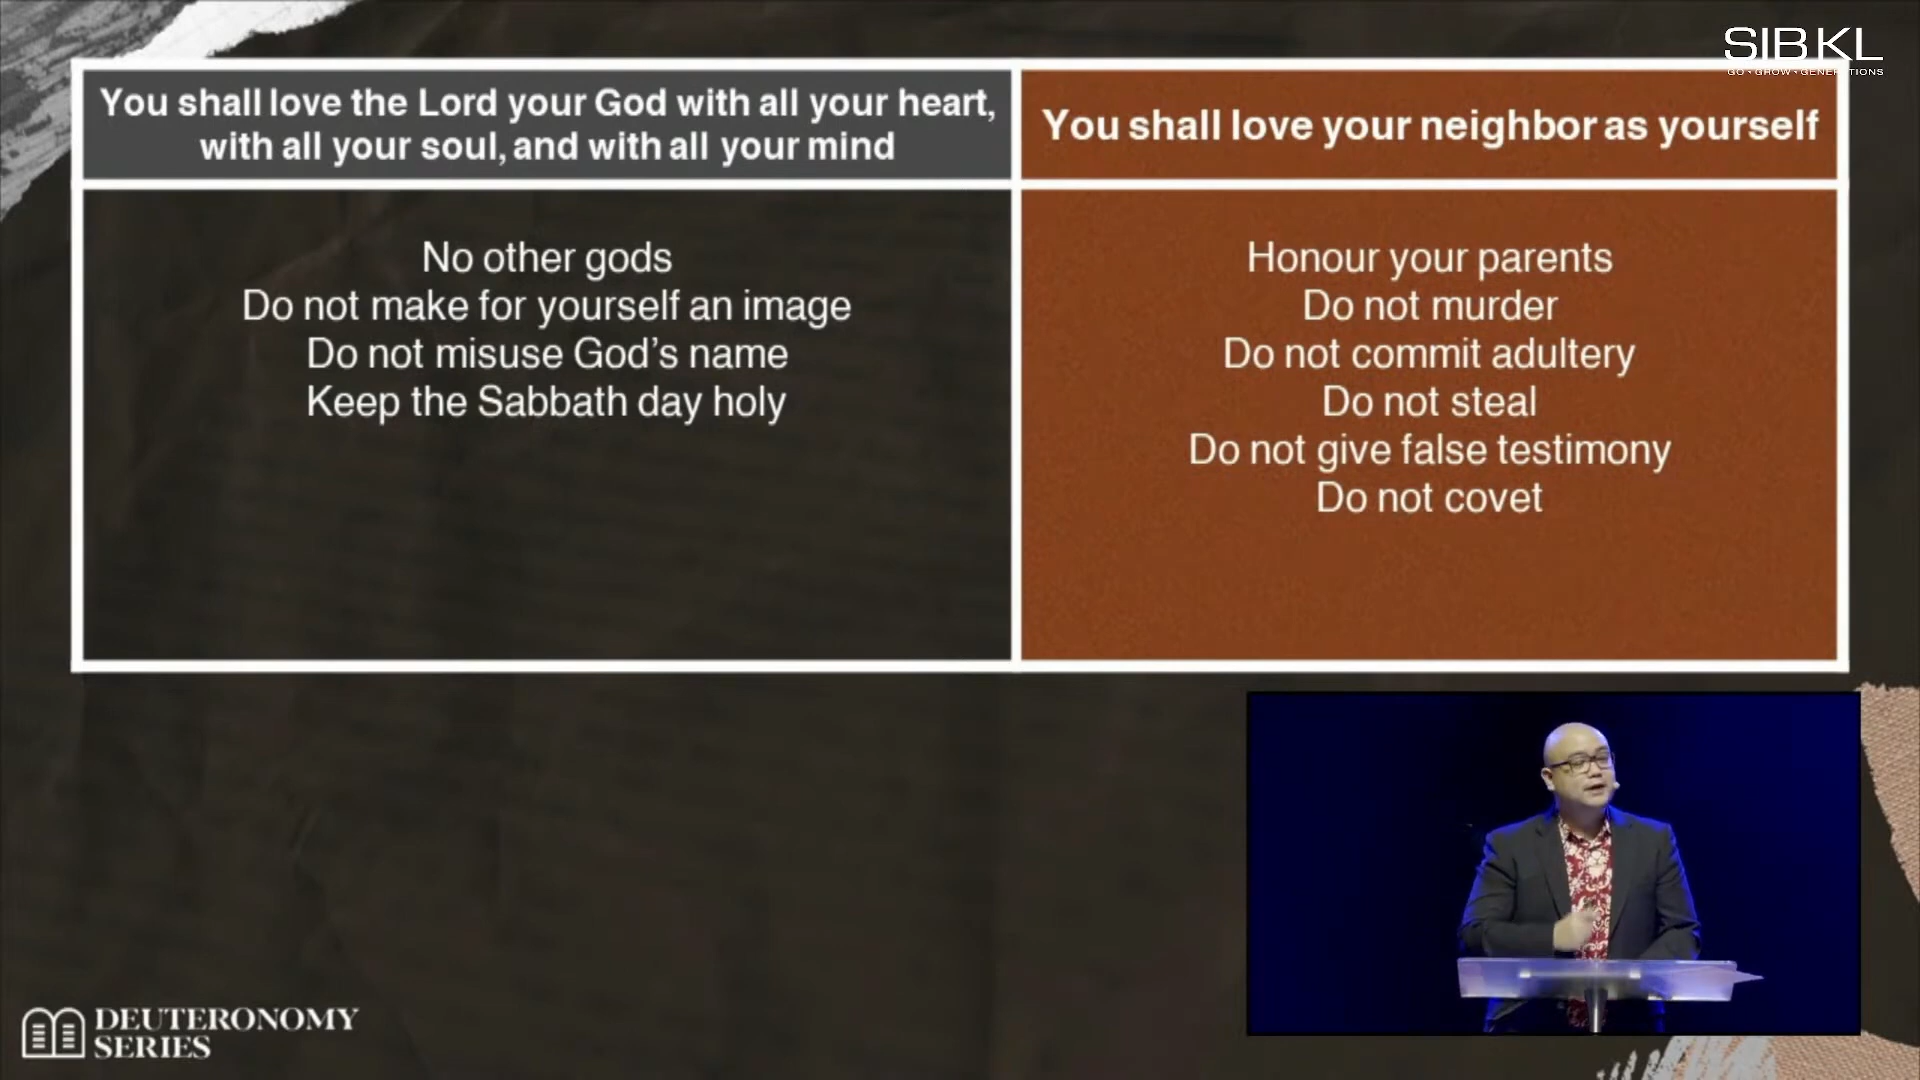 SIBKL
GO • GROW • GENERATIONS
You shall love the Lord your God with all your heart,
with all your soul, and with all your mind
You shall love your neighbor as yourself
No other gods
Do not make for yourself an image
Do not misuse God's name
Keep the Sabbath day holy
Honour your parents
Do not murder
Do not commit adultery
Do not steal
Do not give false testimony
Do not covet
DEUTERONOMY
SERIES